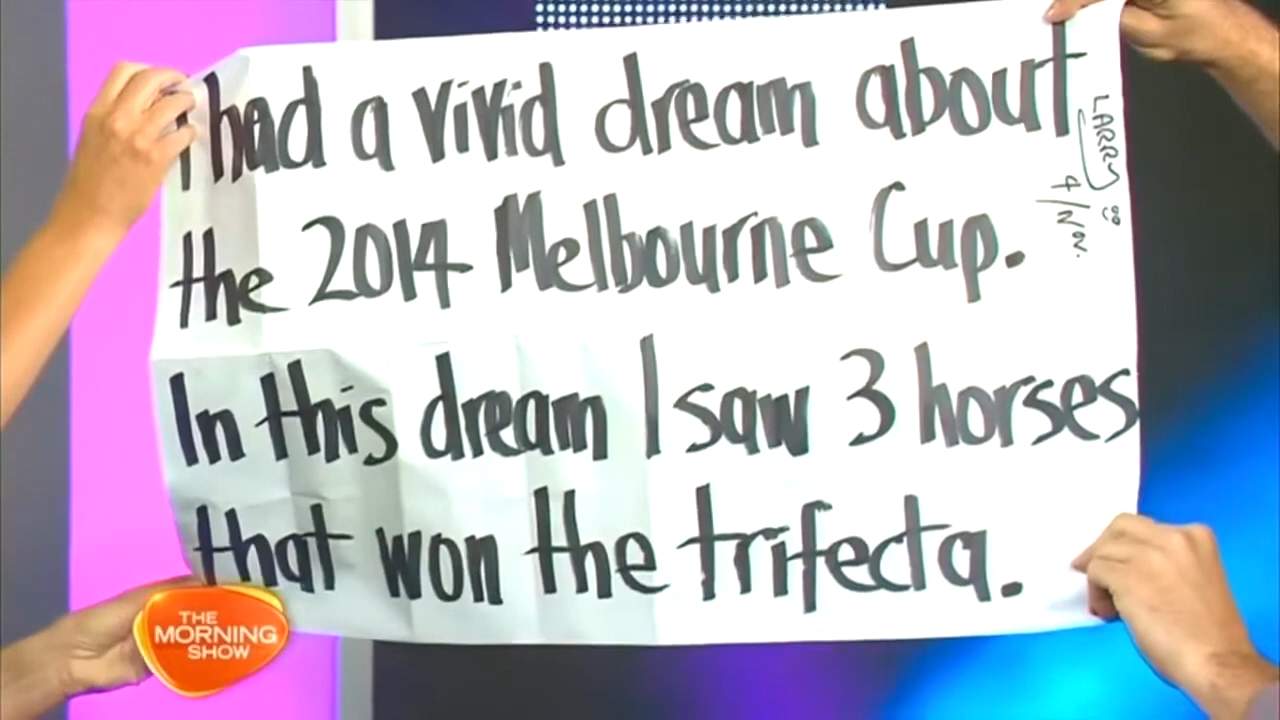 I had a vivid dream about
the 2014 Melbourne Cup.
In this dream I saw 3 horses
that won the trifecta.
LARRY
4/Nov.
THE
MORNING
SHOW